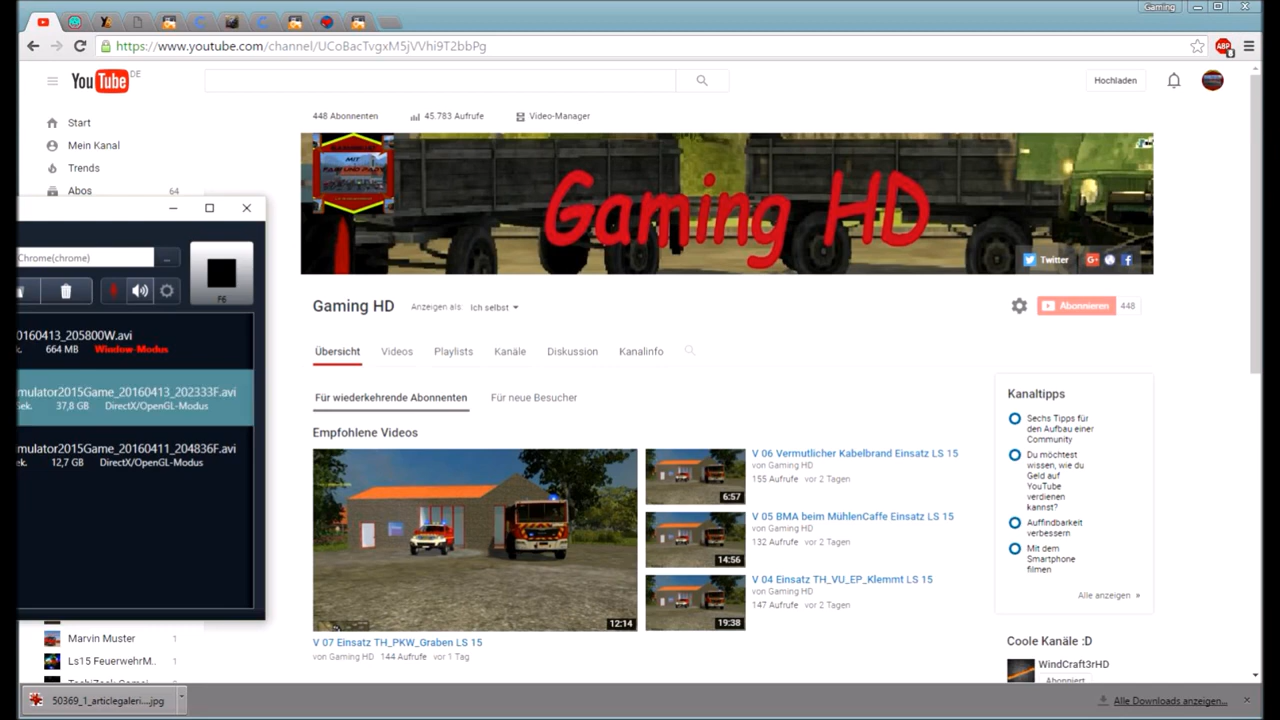 Gaming
https://www.youtube.com/channel/UCoBacTvgxM5jVVhi9T2bbPg
ABP
YouTube DE
Hochladen
Start
Mein Kanal
Trends
Abos 64
448 Abonnenten 45.783 Aufrufe Video-Manager
MIT
Gaming HD
Twitter
Chrome(chrome) ...
F6
0160413_205800W.avi
k. 664 MB Window-Modus
mulator2015Game_20160413_202333F.avi
Sek. 37,8 GB DirectX/OpenGL-Modus
mulator2015Game_20160411_204836F.avi
k. 12,7 GB DirectX/OpenGL-Modus
Marvin Muster 1
Ls15 FeuerwehrM.. 1
Gaming HD Anzeigen als: Ich selbst
Abonnieren 448
Übersicht Videos Playlists Kanäle Diskussion Kanalinfo
Für wiederkehrende Abonnenten Für neue Besucher
Empfohlene Videos
12:14
V 07 Einsatz TH_PKW_Graben LS 15
von Gaming HD 144 Aufrufe vor 1 Tag
V 06 Vermutlicher Kabelbrand Einsatz LS 15
von Gaming HD
155 Aufrufe vor 2 Tagen
6:57
V 05 BMA beim MühlenCaffe Einsatz LS 15
von Gaming HD
132 Aufrufe vor 2 Tagen
14:56
V 04 Einsatz TH_VU_EP_Klemmt LS 15
von Gaming HD
147 Aufrufe vor 2 Tagen
19:38
Kanaltipps
Sechs Tipps für
den Aufbau einer
Community
Du möchtest
wissen, wie du
Geld auf
YouTube
verdienen
kannst?
Auffindbarkeit
verbessern
Mit dem
Smartphone
filmen
Alle anzeigen »
Coole Kanäle :D
WindCraft3rHD
Abonniert
50369_1_articlegaleri....jpg
Alle Downloads anzeigen...